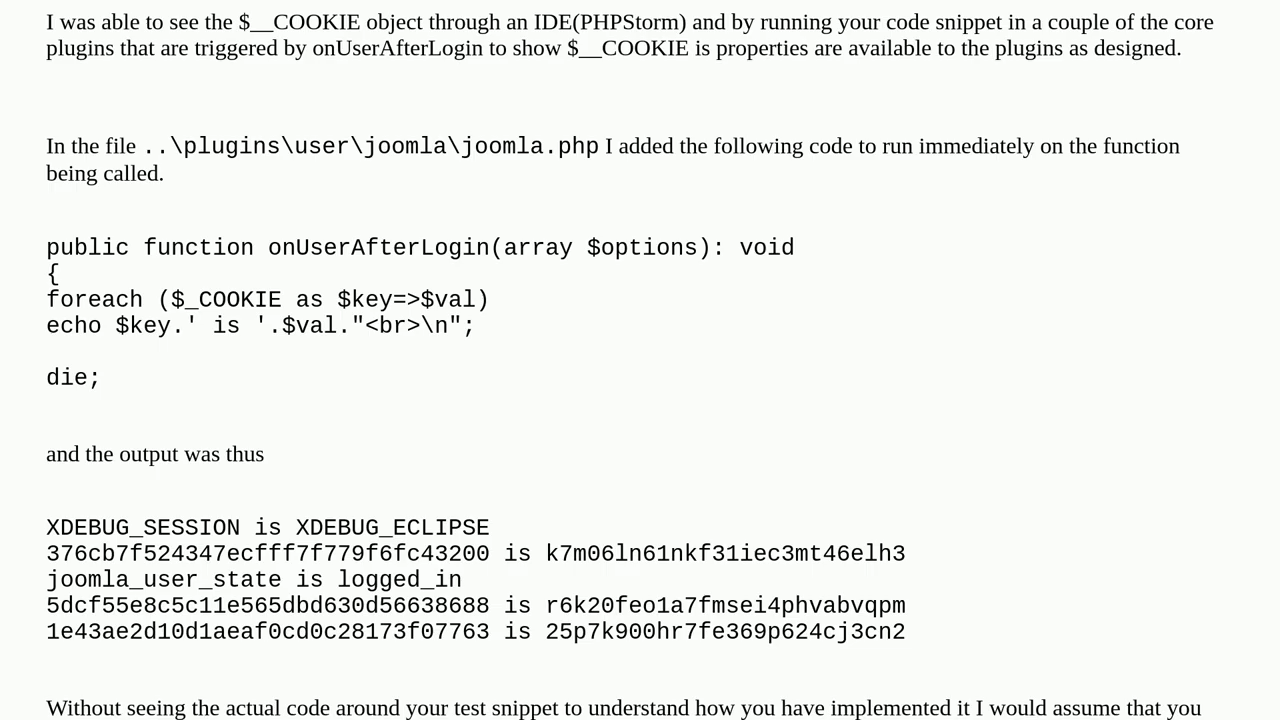 I was able to see the $__COOKIE object through an IDE(PHPStorm) and by running your code snippet in a couple of the core
plugins that are triggered by onUserAfterLogin to show $__COOKIE is properties are available to the plugins as designed.
In the file ..\plugins\user\joomla\joomla.php I added the following code to run immediately on the function
being called.
public function onUserAfterLogin(array $options): void
{
foreach ($_COOKIE as $key=>$val)
echo $key.' is '.$val."<br>\n";
die;
and the output was thus
XDEBUG_SESSION is XDEBUG_ECLIPSE
376cb7f524347ecfff7f779f6fc43200 is k7m06ln61nkf31iec3mt46elh3
joomla_user_state is logged_in
5dcf55e8c5c11e565dbd630d56638688 is r6k20feo1a7fmsei4phvabvqpm
1e43ae2d10d1aeaf0cd0c28173f07763 is 25p7k900hr7fe369p624cj3cn2
Without seeing the actual code around your test snippet to understand how you have implemented it I would assume that you